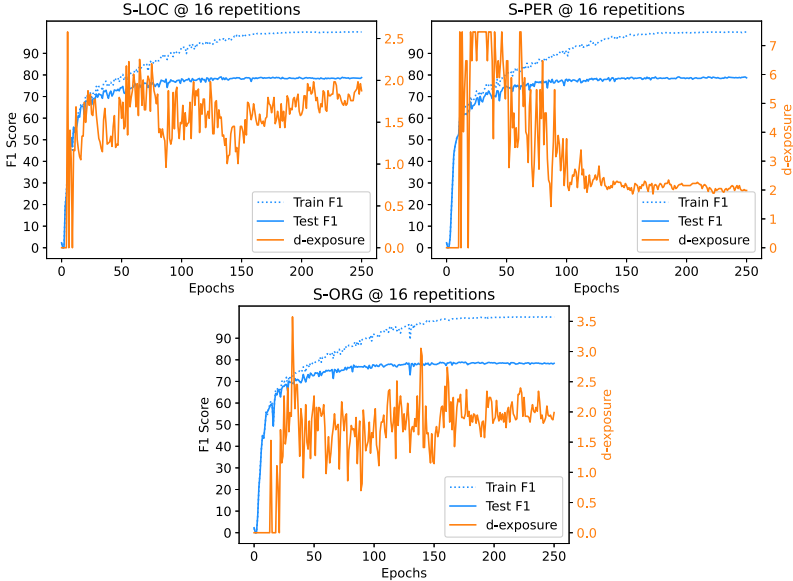 S-LOC @ 16 repetitions
90
80
70
60
50
40
30
20
10
0
F1 Score
2.5
2.0
1.5
1.0
0.5
0.0
d-exposure
Train F1
Test F1
d-exposure
0 50 100 150 200 250
Epochs
S-PER @ 16 repetitions
90
80
70
60
50
40
30
20
10
0
7
6
5
4
3
2
1
0
d-exposure
Train F1
Test F1
d-exposure
0 50 100 150 200 250
Epochs
S-ORG @ 16 repetitions
90
80
70
60
50
40
30
20
10
0
F1 Score
3.5
3.0
2.5
2.0
1.5
1.0
0.5
0.0
d-exposure
Train F1
Test F1
d-exposure
0 50 100 150 200 250
Epochs